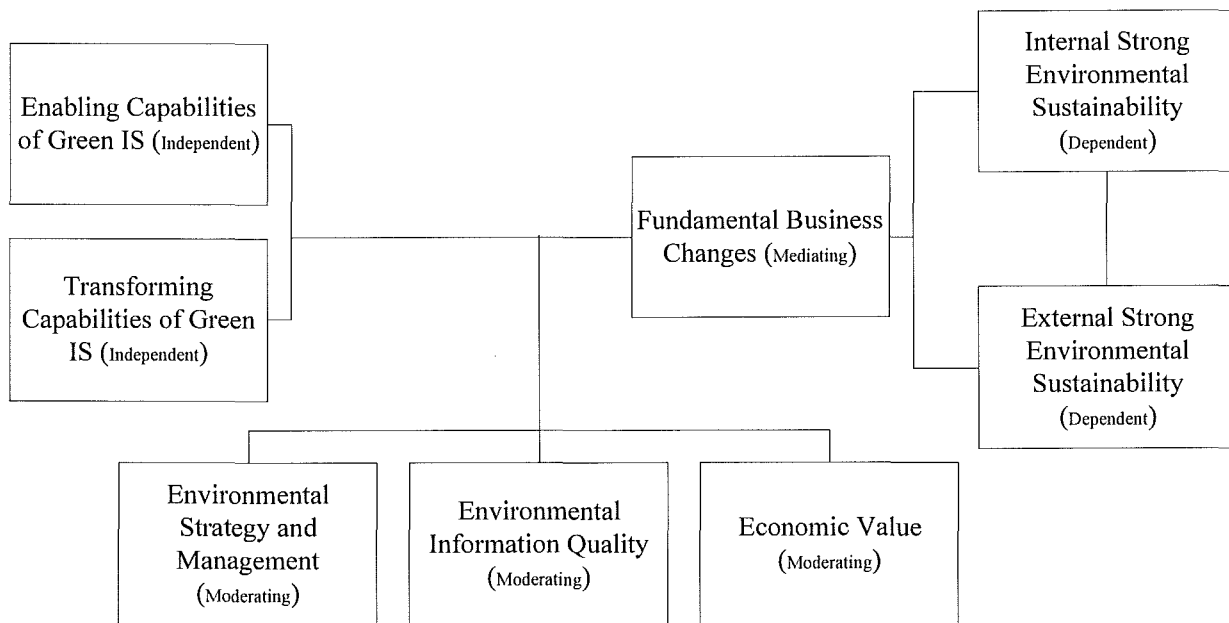 Enabling Capabilities
of Green IS (Independent)
Transforming
Capabilities of Green
IS (Independent)
Fundamental Business
Changes (Mediating)
Internal Strong
Environmental
Sustainability
(Dependent)
External Strong
Environmental
Sustainability
(Dependent)
Environmental
Strategy and
Management
(Moderating)
Environmental
Information Quality
(Moderating)
Economic Value
(Moderating)